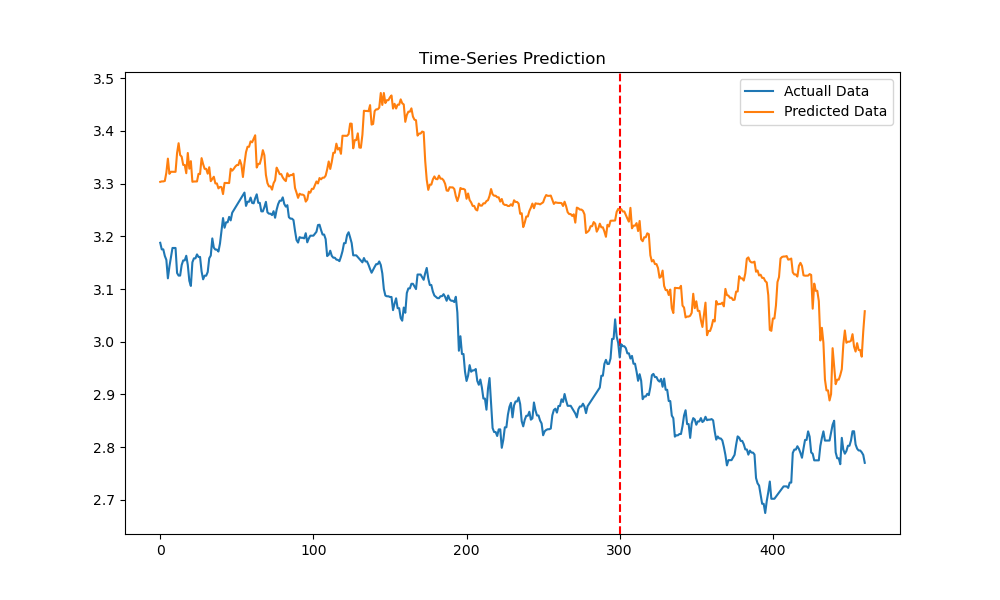 Time-Series Prediction
Actuall Data
Predicted Data
3.5
3.4
3.3
3.2
3.1
3.0
2.9
2.8
2.7
0 100 200 300 400